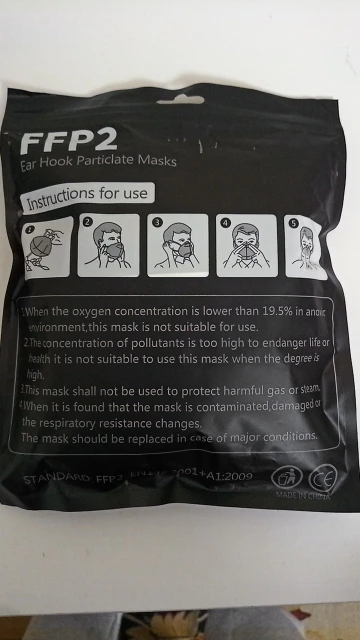 FFP2
Ear Hook Particlate Masks
Instructions for use
1 2 3 4 5
1.When the oxygen concentration is lower than 19.5% in anoxic
environment,this mask is not suitable for use.
2.The concentration of pollutants is too high to endanger life or
health it is not suitable to use this mask when the degree is
high.
3.This mask shall not be used to protect harmful gas or steam.
4.When it is found that the mask is contaminated,damaged or
the respiratory resistance changes.
The mask should be replaced in case of major conditions.
STANDARD: FFP2 2001+A1:2009
CE
MADE IN CHINA